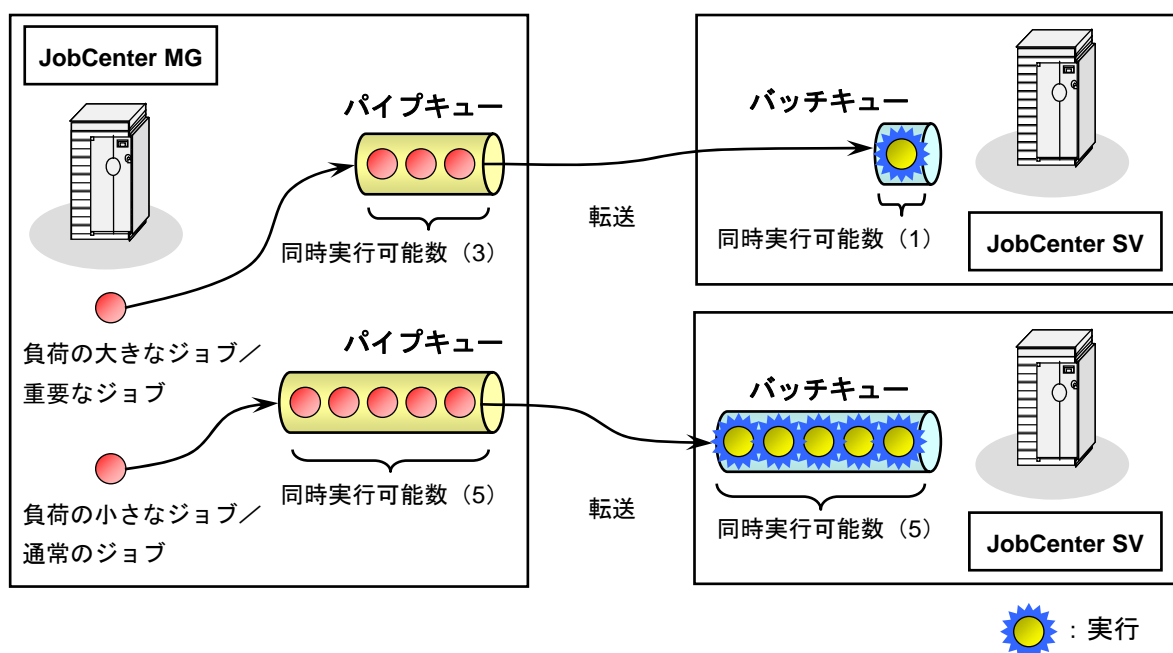 JobCenter MG
パイプキュー
同時実行可能数（3）
負荷の大きなジョブ／
重要なジョブ
パイプキュー
同時実行可能数（5）
負荷の小さなジョブ／
通常のジョブ
転送
転送
バッチキュー
同時実行可能数（1）
JobCenter SV
バッチキュー
同時実行可能数（5）
JobCenter SV
：実行